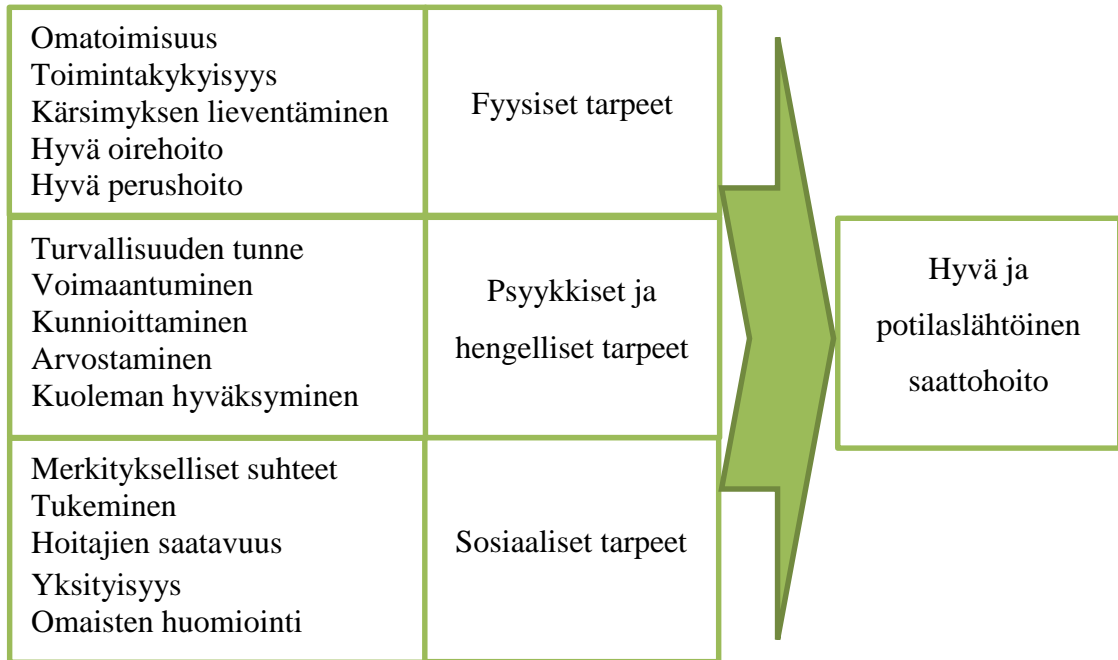 Omatoimisuus
Toimintakykyisyys
Kärsimyksen lieventäminen
Hyvä oirehoito
Hyvä perushoito
Fyysiset tarpeet
Turvallisuuden tunne
Voimaantuminen
Kunnioittaminen
Arvostaminen
Kuoleman hyväksyminen
Psyykkiset ja
hengelliset tarpeet
Merkitykselliset suhteet
Tukeminen
Hoitajien saatavuus
Yksityisyys
Omaisten huomiointi
Sosiaaliset tarpeet
Hyvä ja
potilaslähtöinen
saattohoito